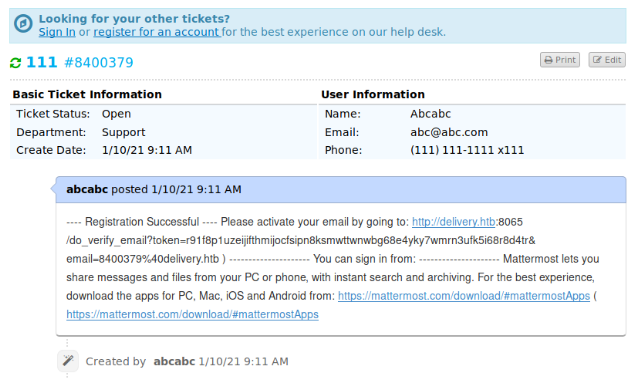 Looking for your other tickets?
Sign In or register for an account for the best experience on our help desk.
111 #8400379
Print
Edit
Basic Ticket Information
User Information
Ticket Status: Open
Name: Abcabc
Department: Support
Email: abc@abc.com
Create Date: 1/10/21 9:11 AM
Phone: (111) 111-1111 x111
abcabc posted 1/10/21 9:11 AM
---- Registration Successful ---- Please activate your email by going to: http://delivery.htb:8065
/do_verify_email?token=r91f8p1uzeijifthmijocfsipn8ksmwttwnwbg68e4yky7wmrn3ufk5i68r8d4tr&
email=8400379%40delivery.htb ) --------------------- You can sign in from: --------------------- Mattermost lets you
share messages and files from your PC or phone, with instant search and archiving. For the best experience,
download the apps for PC, Mac, iOS and Android from: https://mattermost.com/download/#mattermostApps (
https://mattermost.com/download/#mattermostApps
Created by abcabc 1/10/21 9:11 AM